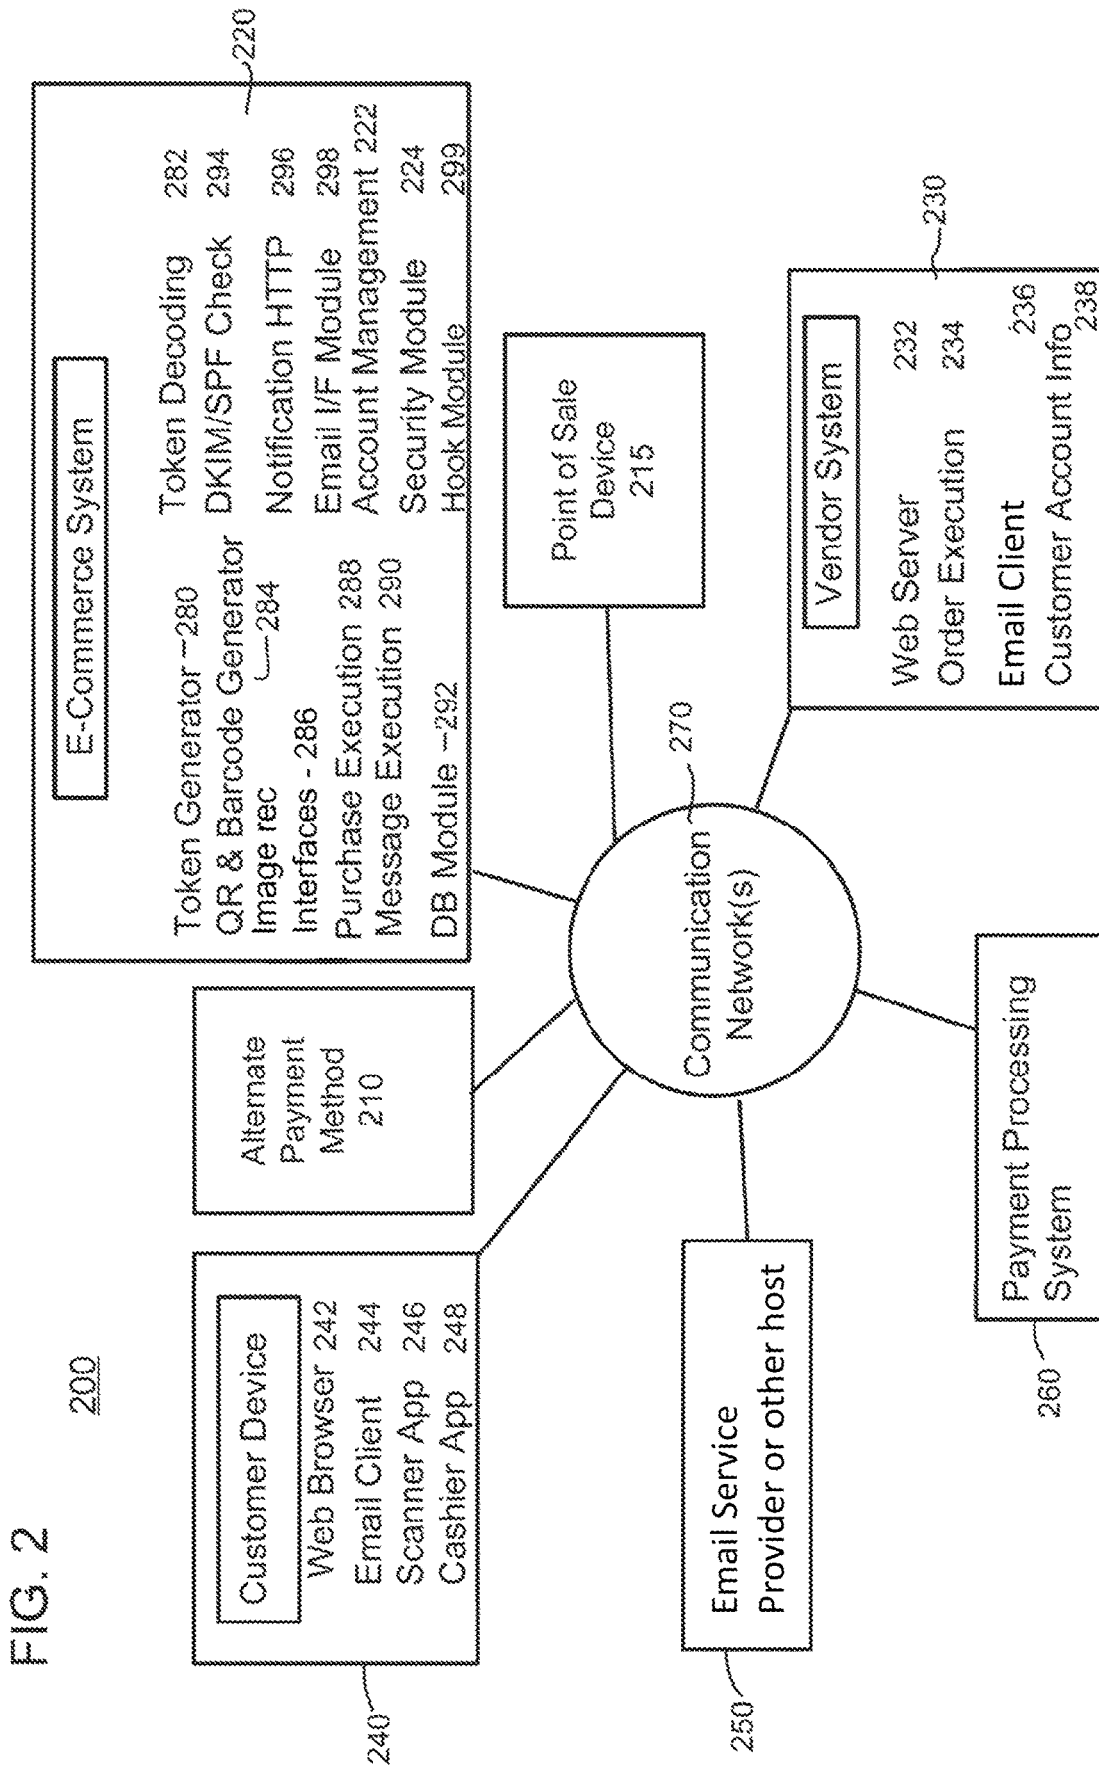 FIG. 2
200
Customer Device
Web Browser 242
Email Client 244
Scanner App 246
Cashier App 248
240
Alternate
Payment
Method
210
E-Commerce System
Token Generator 280
QR & Barcode Generator
Image rec 284
Interfaces - 286
Purchase Execution 288
Message Execution 290
DB Module 292
Token Decoding 282
DKIM/SPF Check 294
Notification HTTP 296
Email I/F Module 298
Account Management 222
Security Module 224
Hook Module 299
220
Point of Sale
Device
215
Communication
Network(s)
270
Email Service
Provider or other host
250
Payment Processing
System
260
Vendor System
Web Server 232
Order Execution 234
Email Client 236
Customer Account Info
238
230